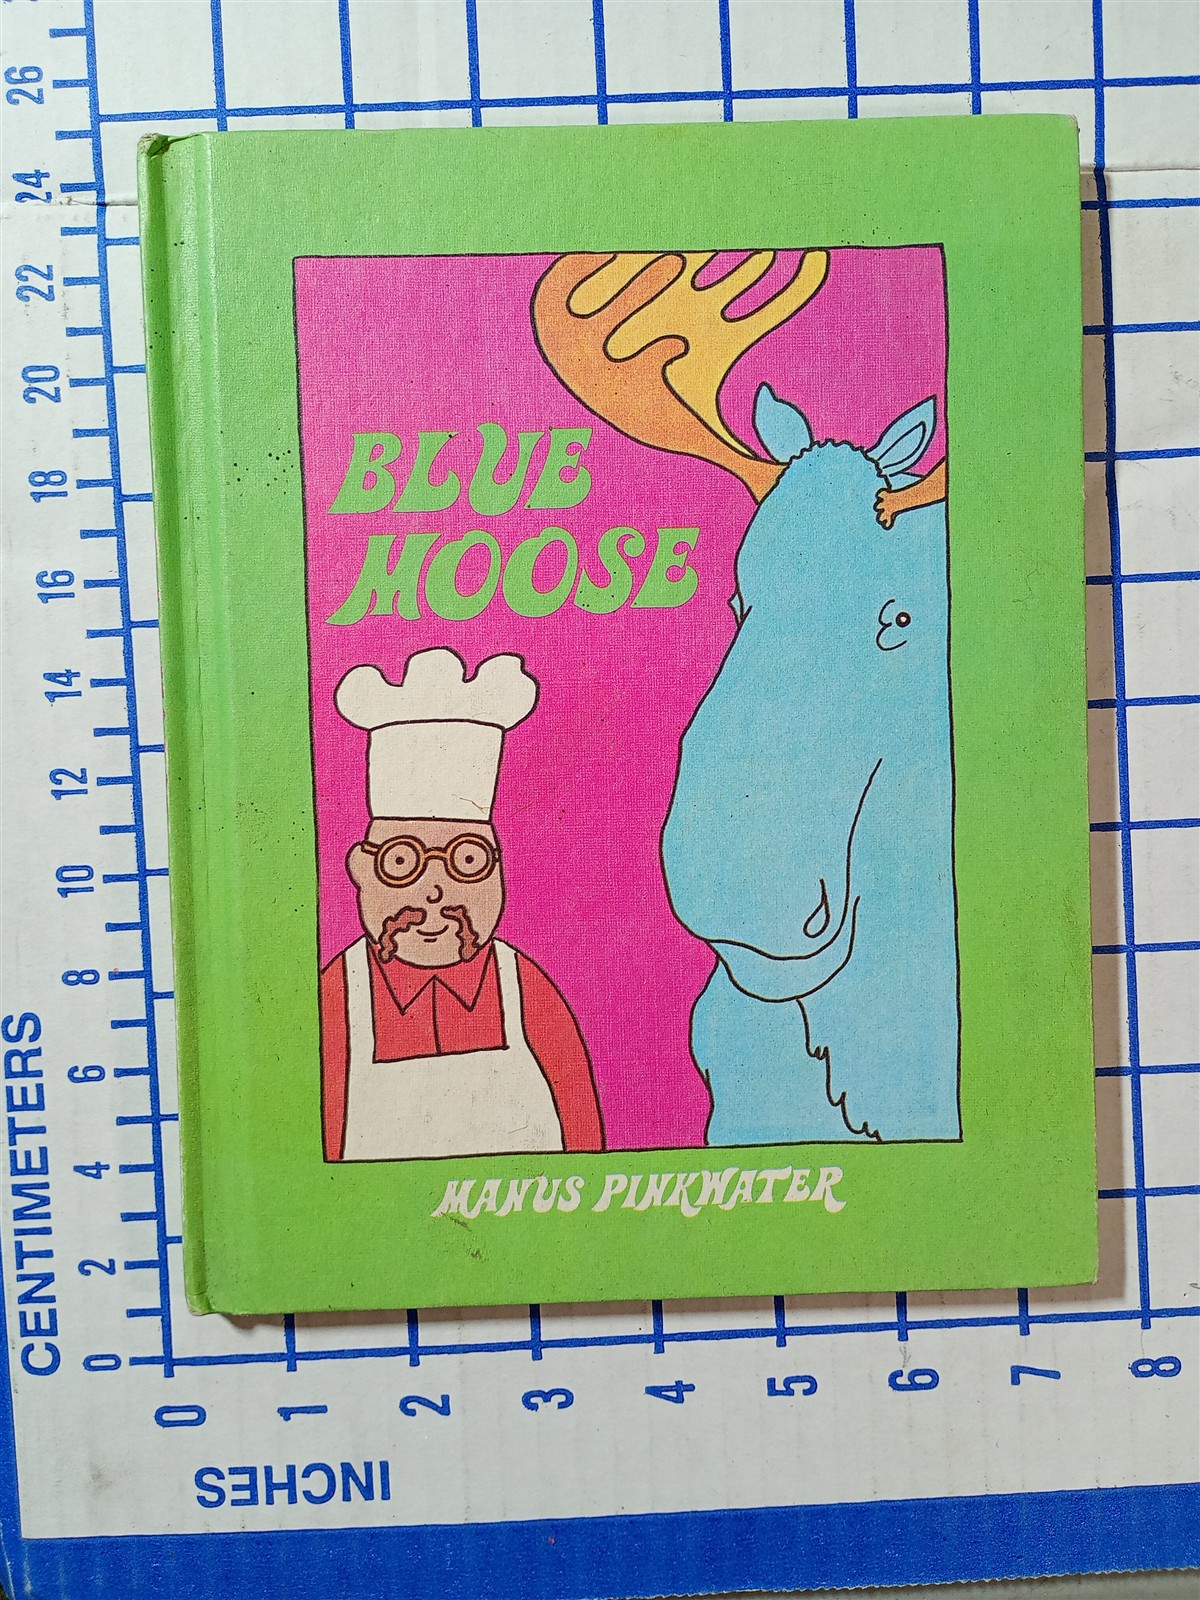 BLUE
MOOSE
MANUS PINKWATER
CENTIMETERS
0 2 4 6 8 10 12 14 16 18 20 22 24 26
0 1 2 3 4 5 6 7 8
INCHES